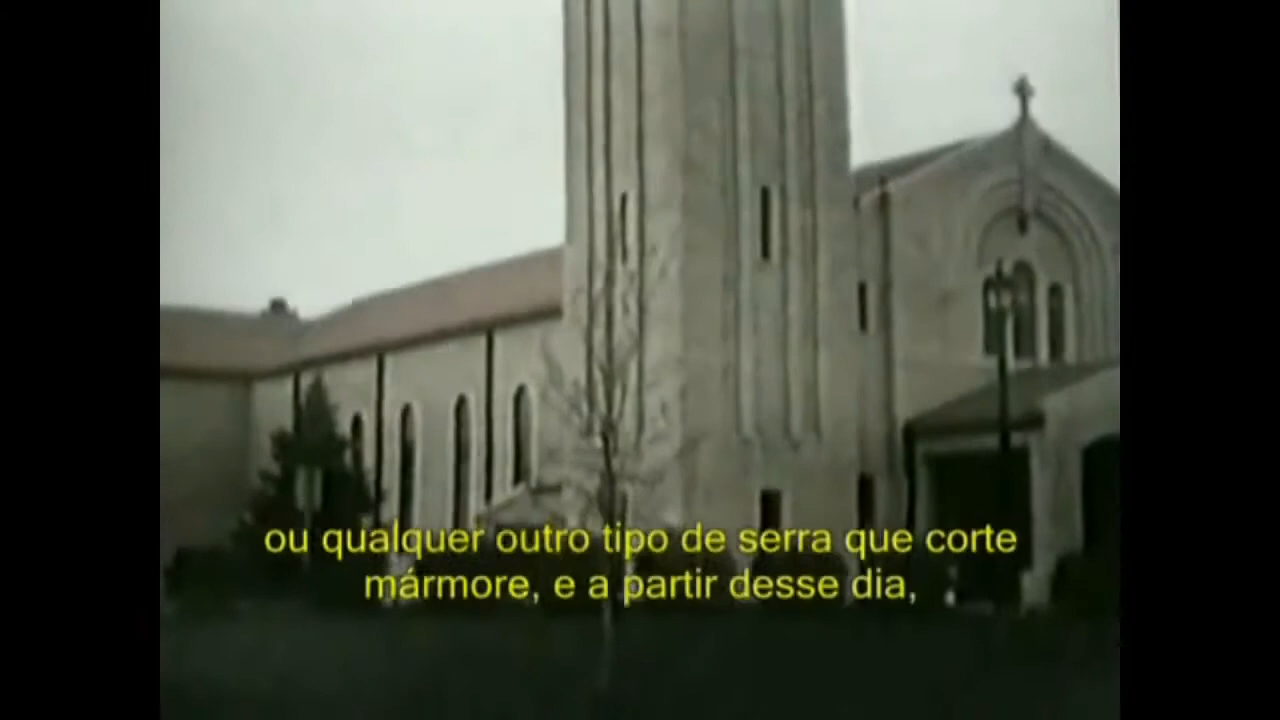 ou qualquer outro tipo de serra que corte
mármore, e a partir desse dia,